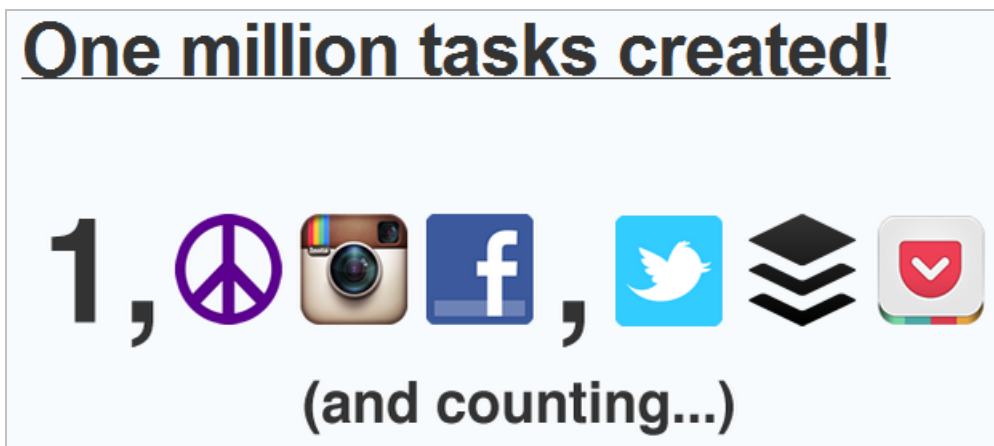 One million tasks created!
1, f,
(and counting...)